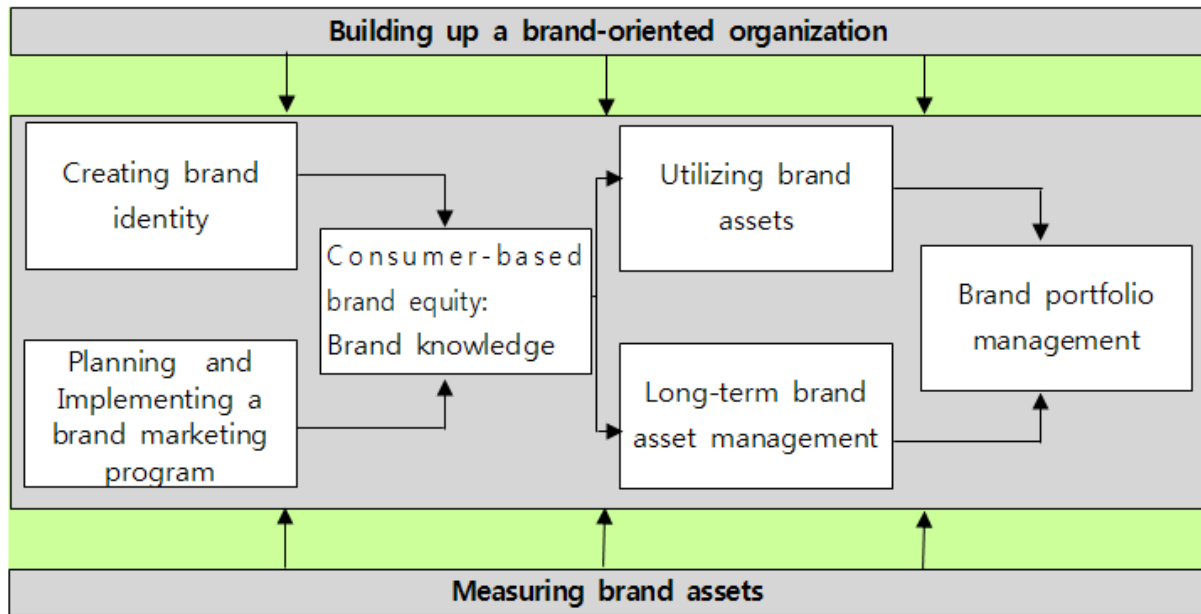 Building up a brand-oriented organization
Creating brand
identity
Planning and
Implementing a
brand marketing
program
Consumer-based
brand equity:
Brand knowledge
Utilizing brand
assets
Long-term brand
asset management
Brand portfolio
management
Measuring brand assets